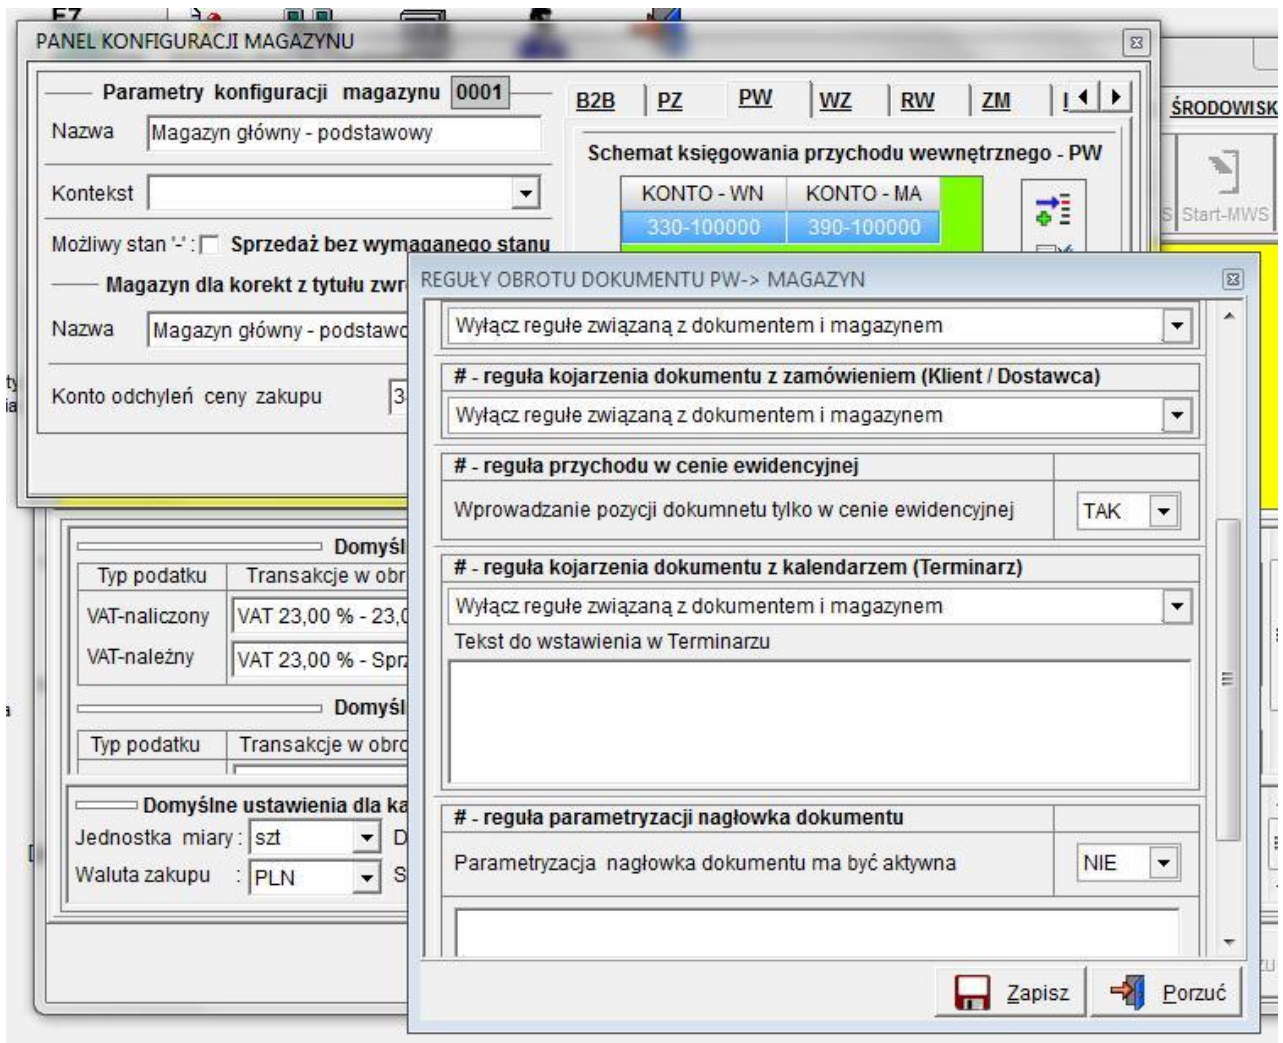 F7
PANEL KONFIGURACJI MAGAZYNU
Parametry konfiguracji magazynu 0001
Nazwa Magazyn główny - podstawowy
Kontekst
Możliwy stan '-' : Sprzedaż bez wymaganego stanu
Magazyn dla korekt z tytułu zwr
Nazwa Magazyn główny - podstawo
Konto odchyleń ceny zakupu 3
B2B PZ PW WZ RW ZM
Schemat księgowania przychodu wewnętrznego - PW
KONTO - WN KONTO - MA
330-100000 390-100000
ŚRODOWISK
S Start-MWS
REGUŁY OBROTU DOKUMENTU PW-> MAGAZYN
Wyłącz regułe związaną z dokumentem i magazynem
# - reguła kojarzenia dokumentu z zamówieniem (Klient / Dostawca)
Wyłącz regułe związaną z dokumentem i magazynem
# - reguła przychodu w cenie ewidencyjnej
Wprowadzanie pozycji dokumnetu tylko w cenie ewidencyjnej TAK
# - reguła kojarzenia dokumentu z kalendarzem (Terminarz)
Wyłącz regułe związaną z dokumentem i magazynem
Tekst do wstawienia w Terminarzu
# - reguła parametryzacji nagłowka dokumentu
Parametryzacja nagłowka dokumentu ma być aktywna NIE
Zapisz Porzuć
Domyśl
Typ podatku Transakcje w obr
VAT-naliczony VAT 23,00 % - 23,0
VAT-należny VAT 23,00 % - Sprz
Domyśl
Typ podatku Transakcje w obro
Domyślne ustawienia dla ka
Jednostka miary : szt D
Waluta zakupu : PLN S